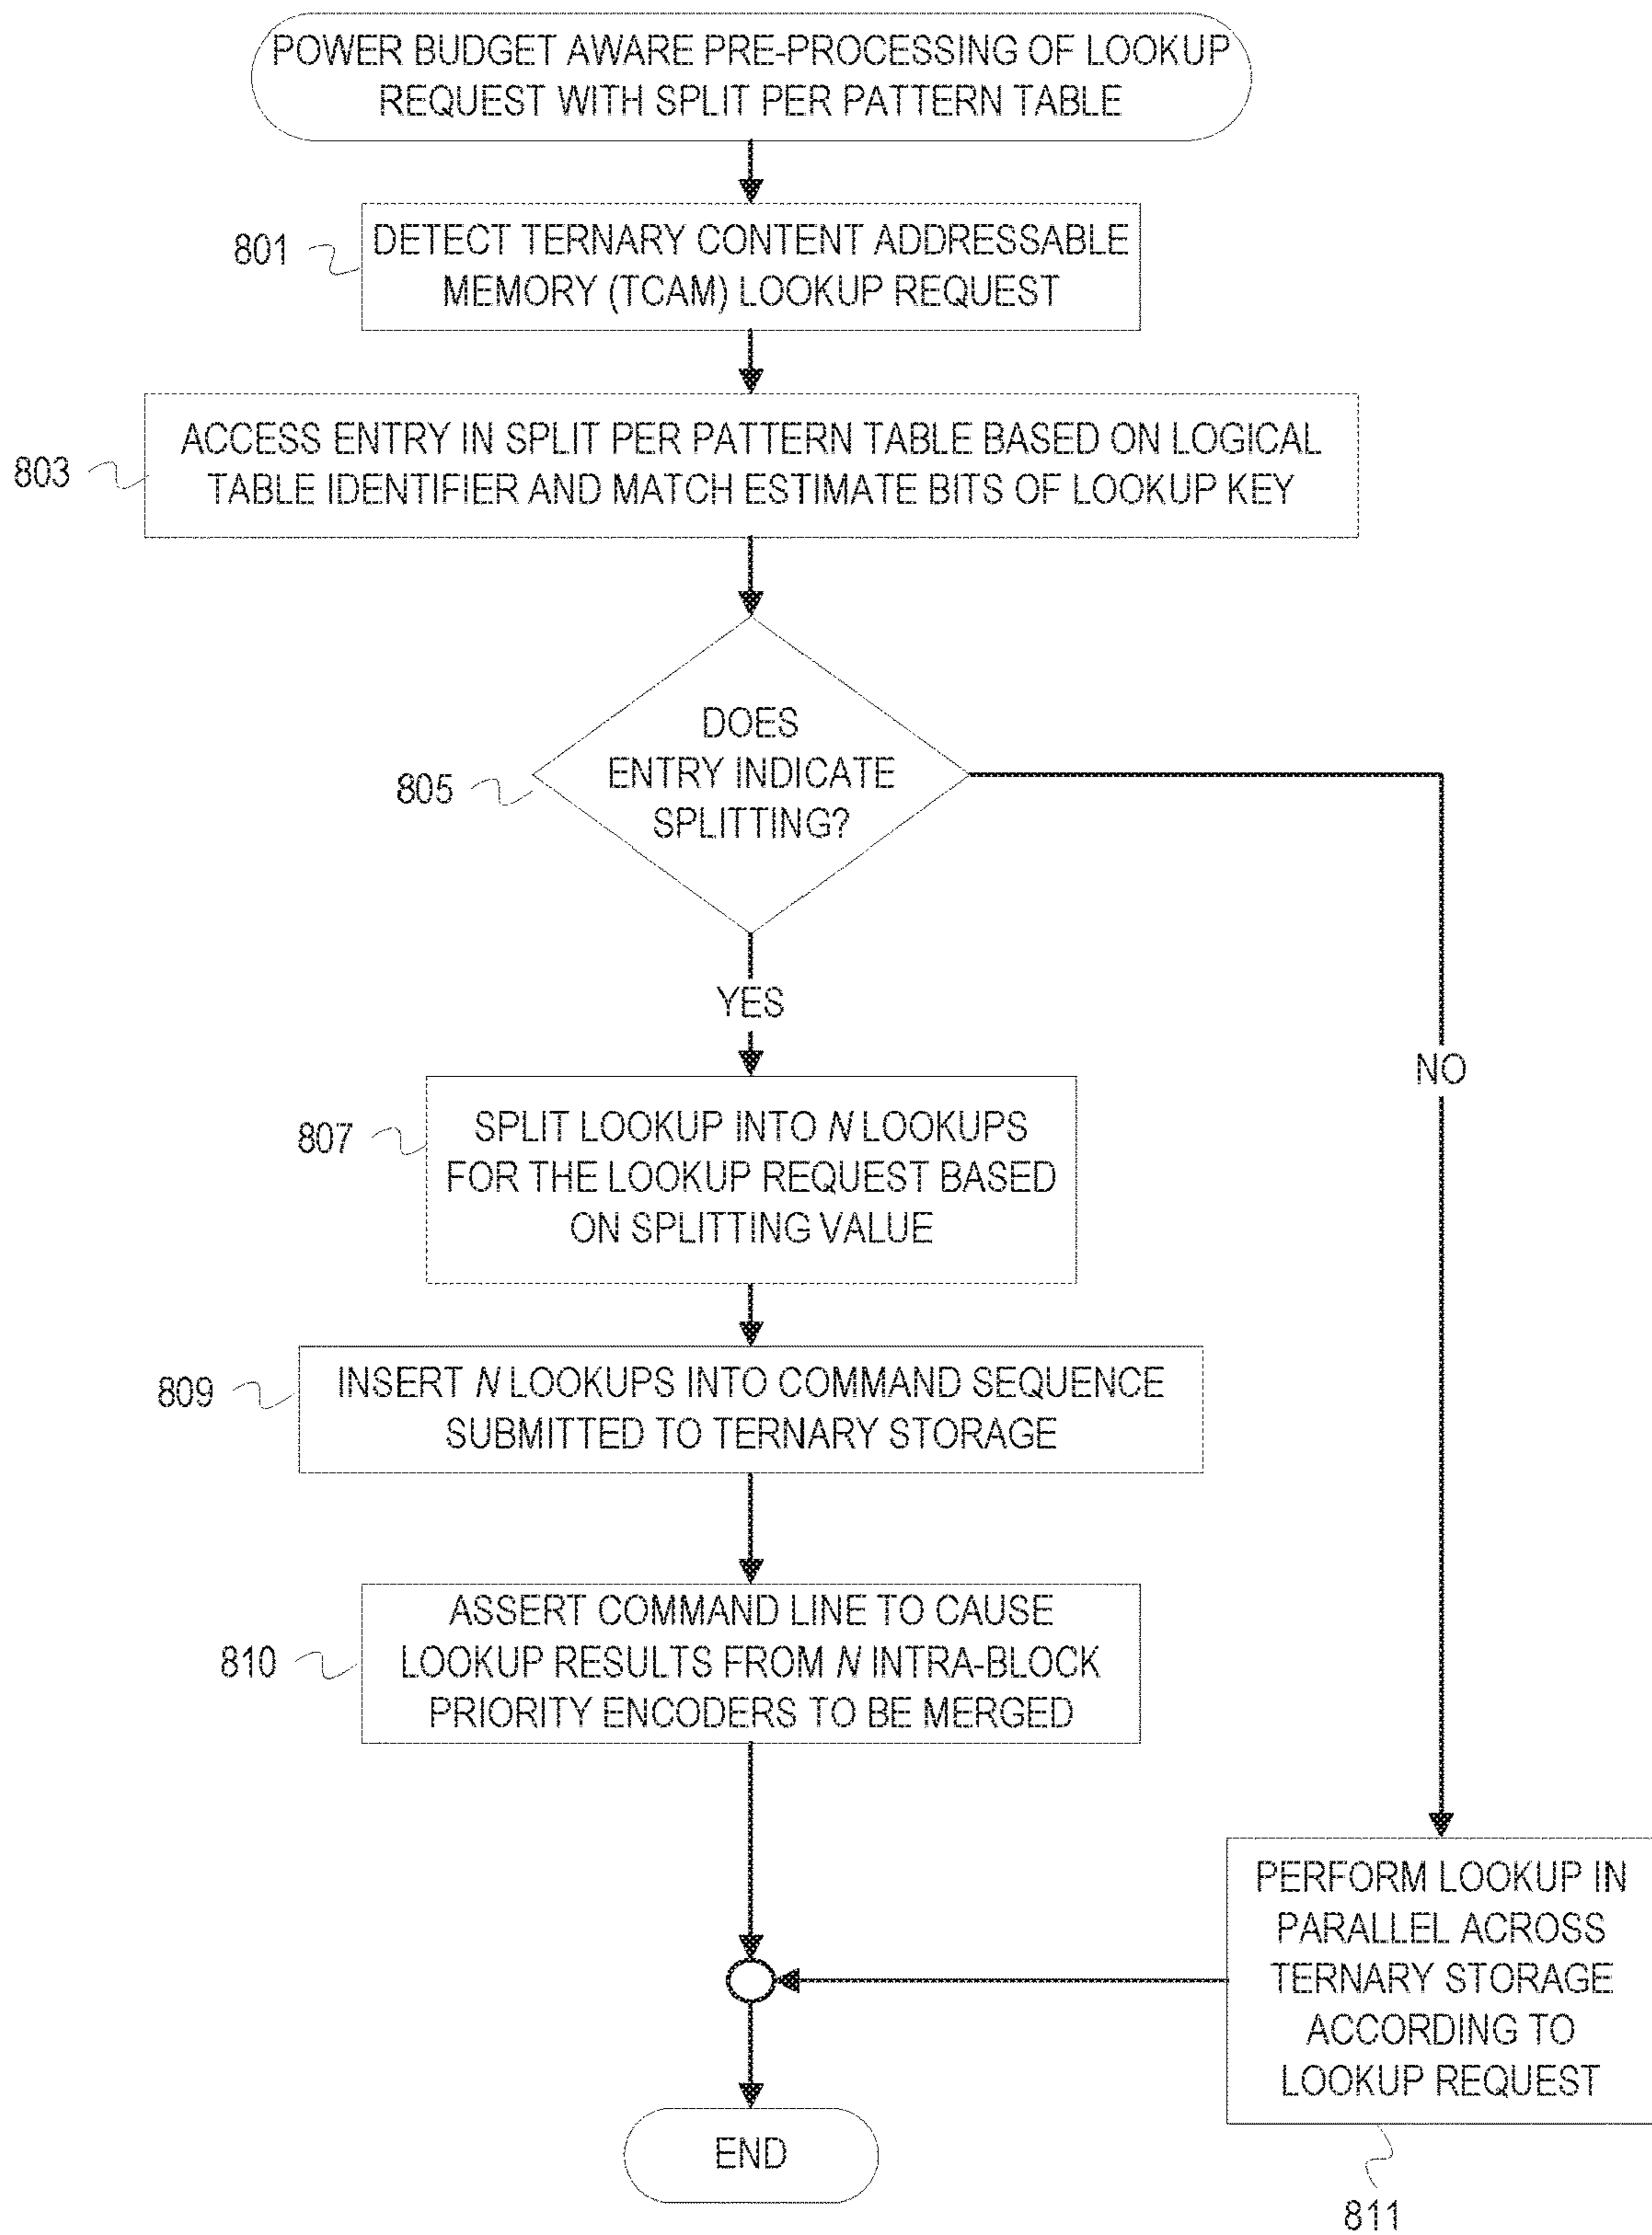 POWER BUDGET AWARE PRE-PROCESSING OF LOOKUP
REQUEST WITH SPLIT PER PATTERN TABLE
801
DETECT TERNARY CONTENT ADDRESSABLE
MEMORY (TCAM) LOOKUP REQUEST
803
ACCESS ENTRY IN SPLIT PER PATTERN TABLE BASED ON LOGICAL
TABLE IDENTIFIER AND MATCH ESTIMATE BITS OF LOOKUP KEY
805
DOES
ENTRY INDICATE
SPLITTING?
YES
NO
807
SPLIT LOOKUP INTO N LOOKUPS
FOR THE LOOKUP REQUEST BASED
ON SPLITTING VALUE
809
INSERT N LOOKUPS INTO COMMAND SEQUENCE
SUBMITTED TO TERNARY STORAGE
810
ASSERT COMMAND LINE TO CAUSE
LOOKUP RESULTS FROM N INTRA-BLOCK
PRIORITY ENCODERS TO BE MERGED
PERFORM LOOKUP IN
PARALLEL ACROSS
TERNARY STORAGE
ACCORDING TO
LOOKUP REQUEST
811
END